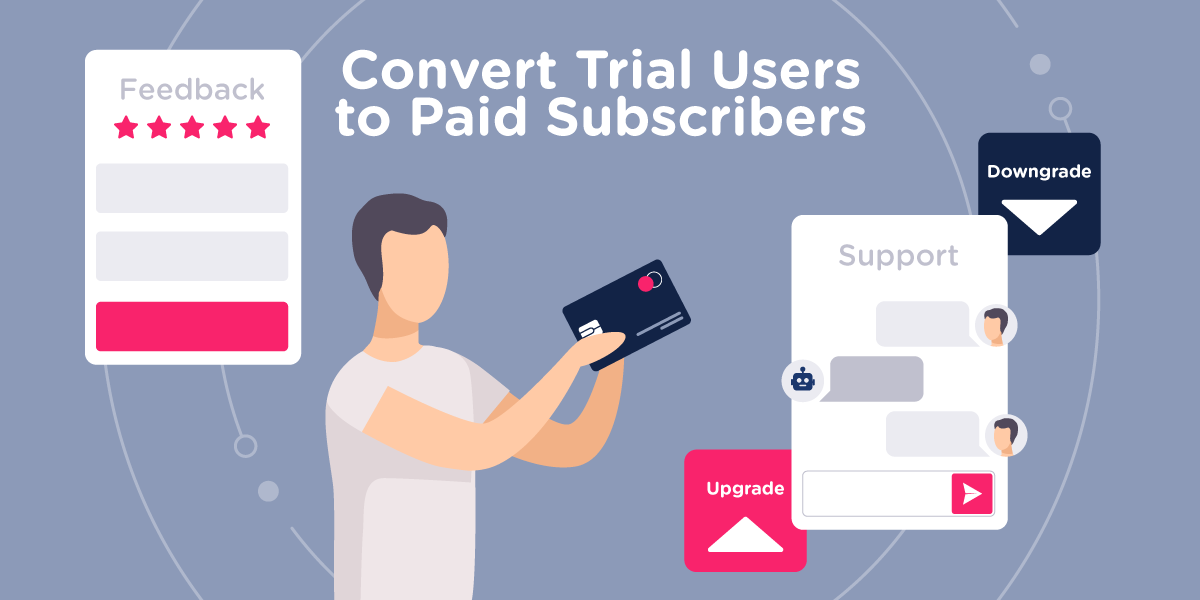 Feedback
Convert Trial Users
to Paid Subscribers
Downgrade
Support
Upgrade